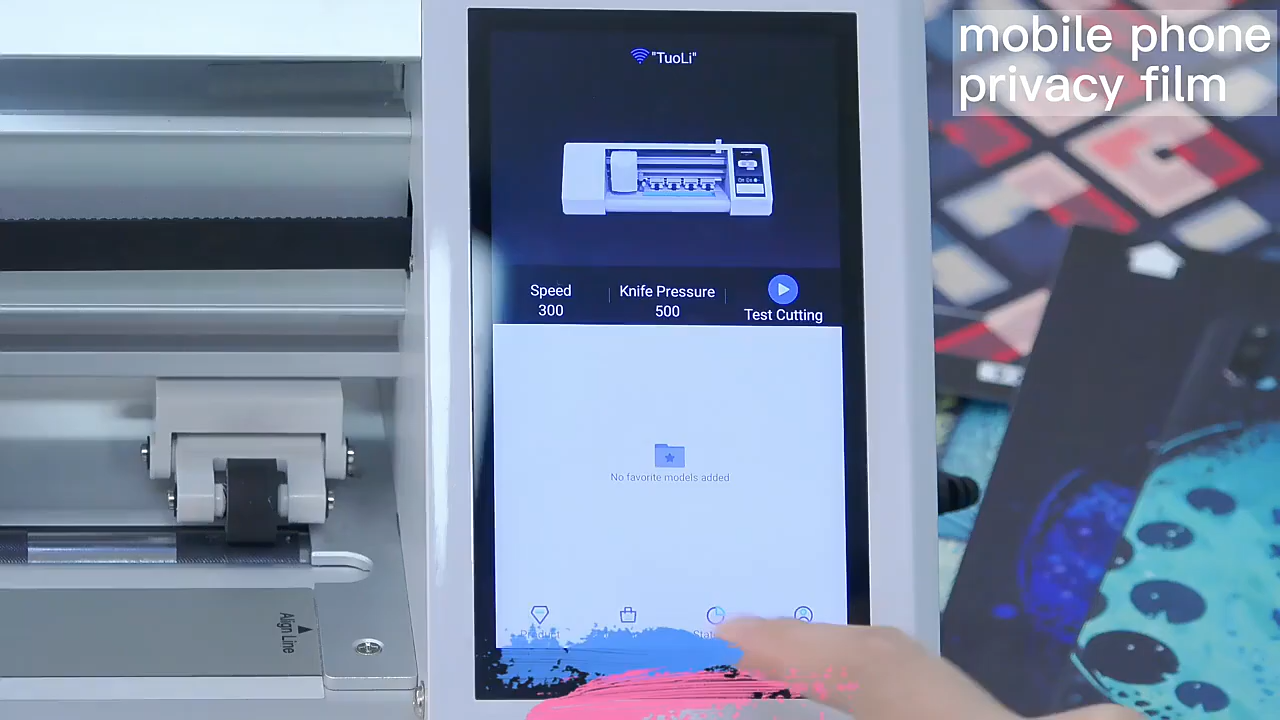 mobile phone
privacy film
"TuoLi"
Speed
300
Knife Pressure
500
Test Cutting
No favorite models added
Align Line